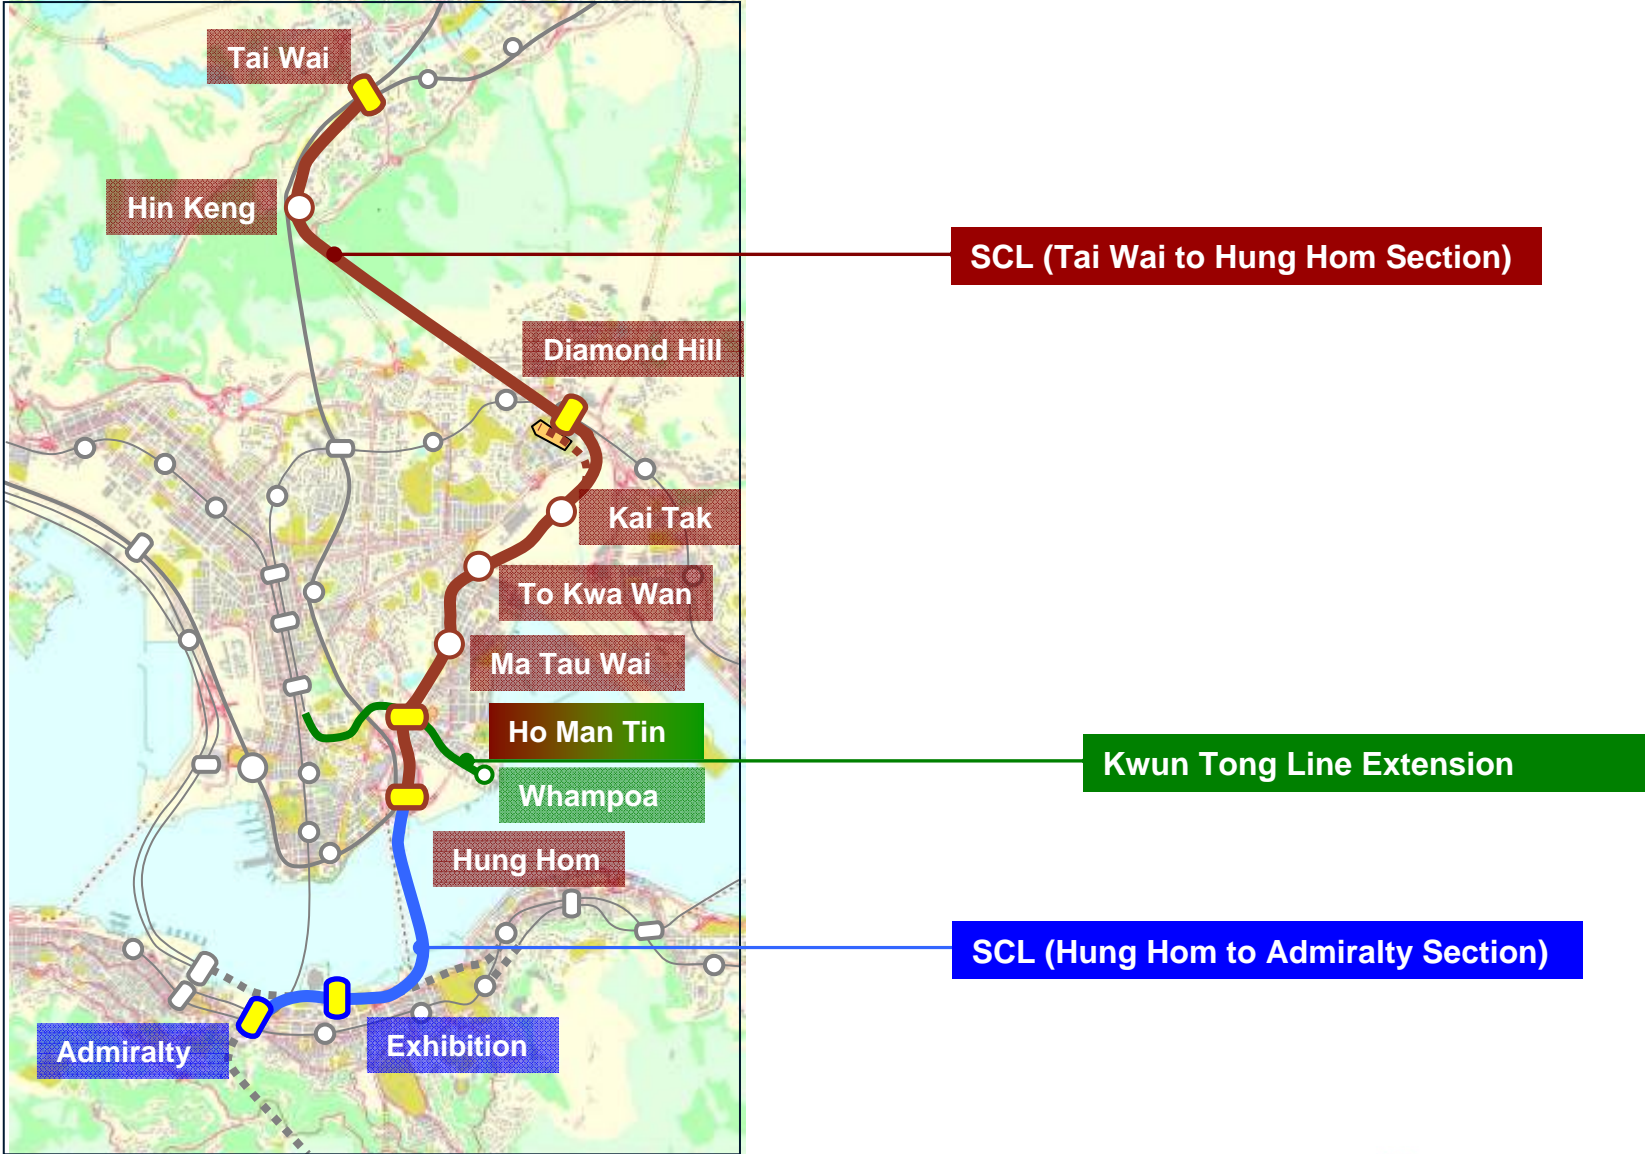 Tai Wai
Hin Keng
SCL (Tai Wai to Hung Hom Section)
Diamond Hill
Kai Tak
To Kwa Wan
Ma Tau Wai
Ho Man Tin
Kwun Tong Line Extension
Whampoa
Hung Hom
SCL (Hung Hom to Admiralty Section)
Exhibition
Admiralty